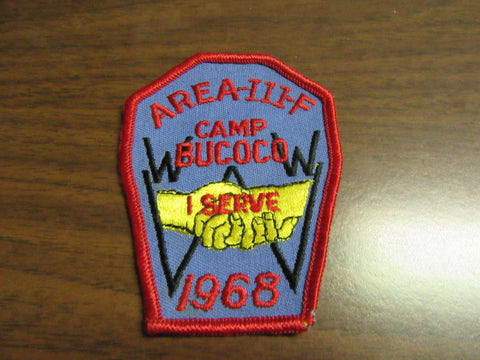 AREA-III-F
CAMP
BUCOCO
W W W
I SERVE
1968